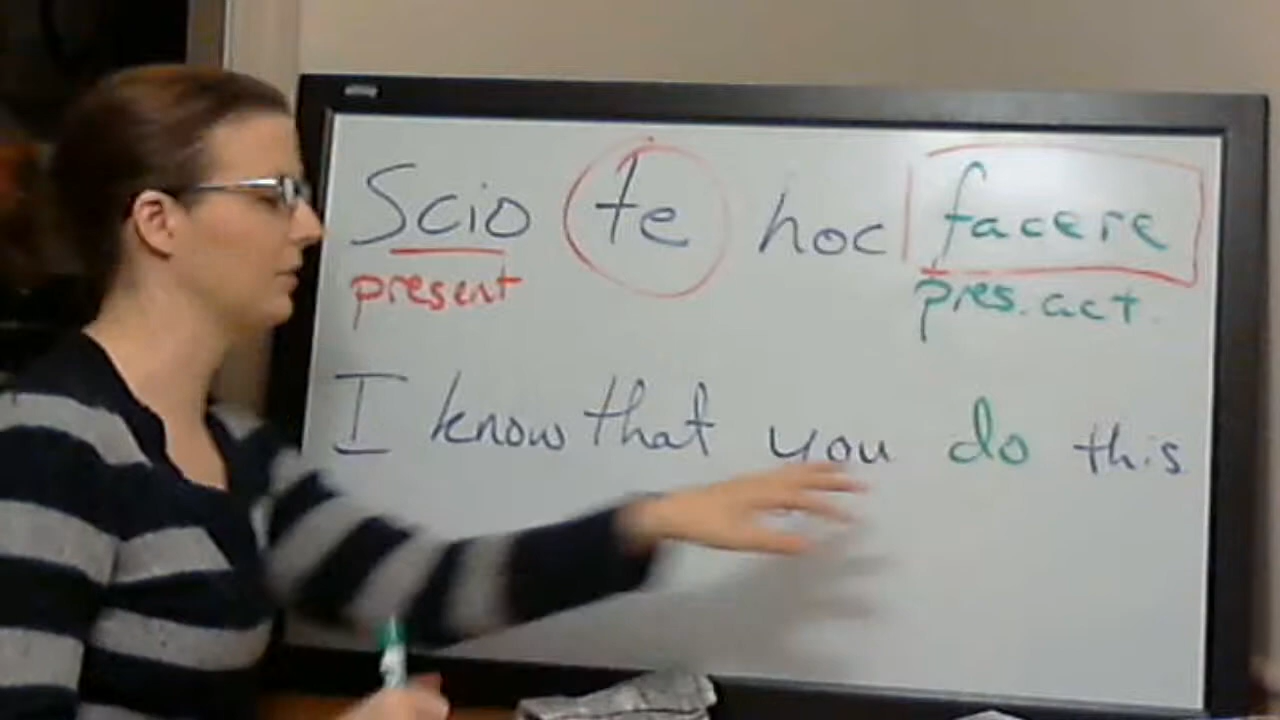 Scio te hoc facere
present pres. act.
I know that you do this